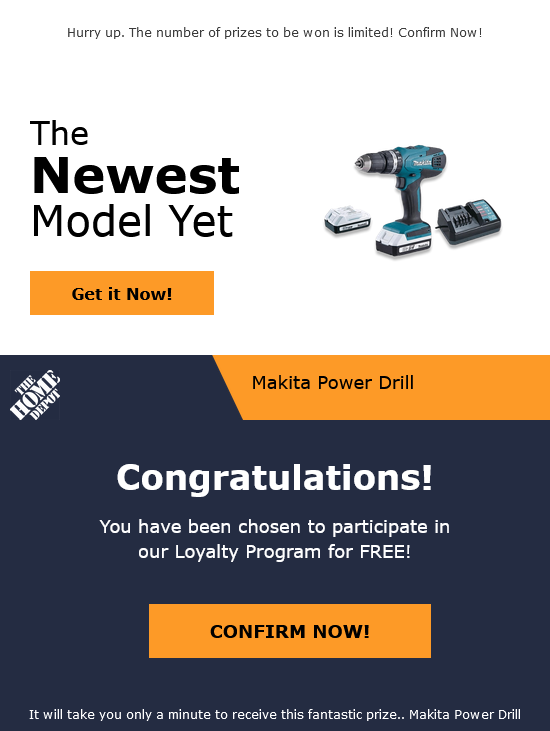 Hurry up. The number of prizes to be won is limited! Confirm Now!
The
Newest
Model Yet
makita
Get it Now!
THE
HOME
DEPOT
Makita Power Drill
Congratulations!
You have been chosen to participate in
our Loyalty Program for FREE!
CONFIRM NOW!
It will take you only a minute to receive this fantastic prize.. Makita Power Drill